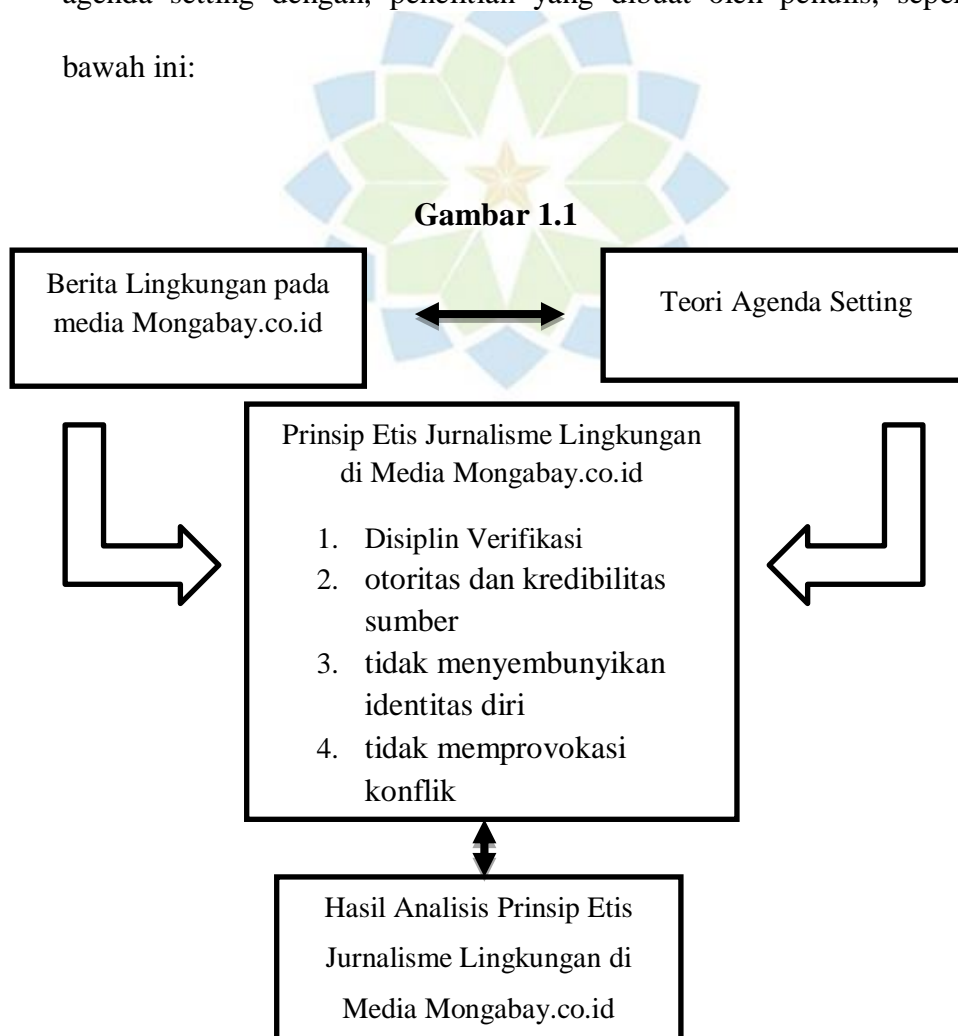 agenda setting dengan, penelitian yang dibuat oleh penulis,
bawah ini:
Gambar 1.1
Berita Lingkungan pada
media Mongabay.co.id
Teori Agenda Setting
Prinsip Etis Jurnalisme Lingkungan
di Media Mongabay.co.id
1. Disiplin Verifikasi
2. otoritas dan kredibilitas
sumber
3. tidak menyembunyikan
identitas diri
4. tidak memprovokasi
konflik
Hasil Analisis Prinsip Etis
Jurnalisme Lingkungan di
Media Mongabay.co.id